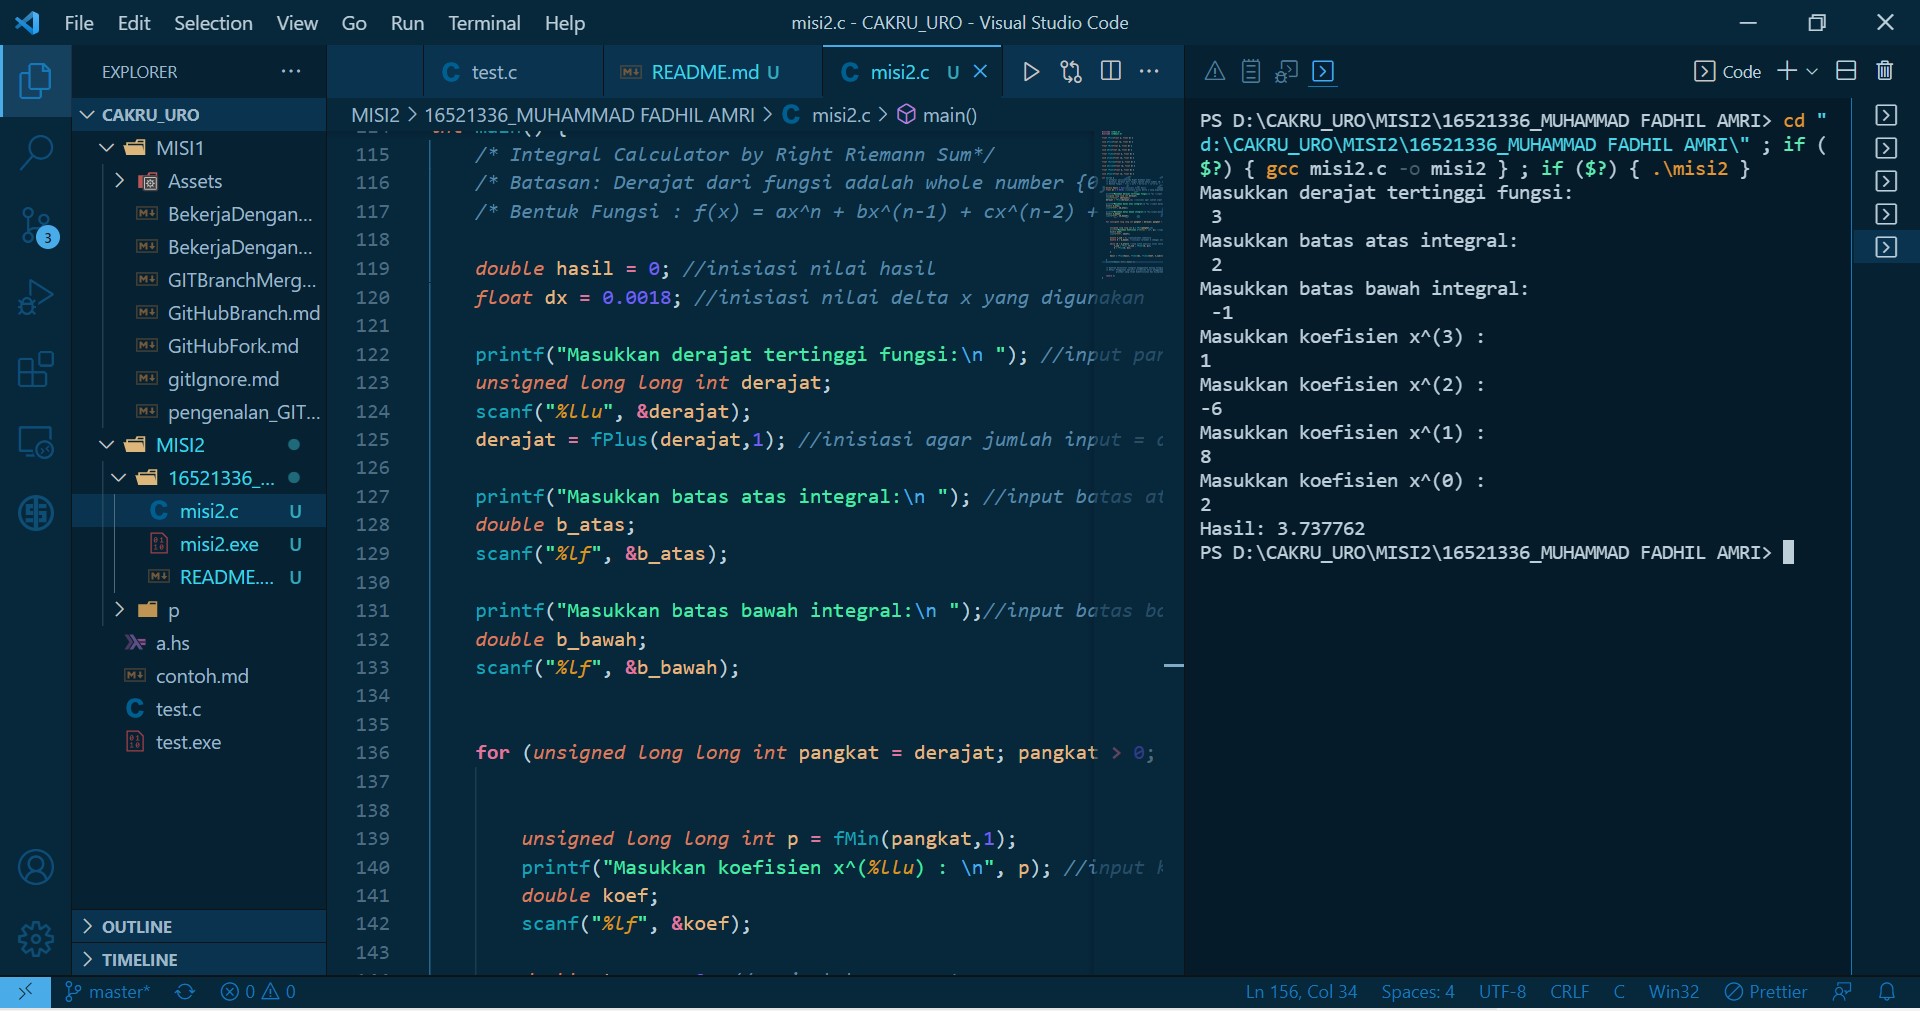 File Edit Selection View Go Run Terminal Help
misi2.c - CAKRU_URO - Visual Studio Code
EXPLORER
CAKRU_URO
MISI1
Assets
BekerjaDengan...
BekerjaDengan...
GITBranchMerg...
GitHubBranch.md
GitHubFork.md
gitIgnore.md
pengenalan_GIT...
MISI2
16521336_...
misi2.c U
misi2.exe U
README.... U
p
a.hs
contoh.md
test.c
test.exe
OUTLINE
TIMELINE
3
test.c
README.md U
misi2.c U
MISI2 > 16521336_MUHAMMAD FADHIL AMRI > misi2.c > main()
115 /* Integral Calculator by Right Riemann Sum*/
116 /* Batasan: Derajat dari fungsi adalah whole number {0
117 /* Bentuk Fungsi : f(x) = ax^n + bx^(n-1) + cx^(n-2) +
118
119 double hasil = 0; //inisiasi nilai hasil
120 float dx = 0.0018; //inisiasi nilai delta x yang digunakan
121
122 printf("Masukkan derajat tertinggi fungsi:\n "); //input par
123 unsigned long long int derajat;
124 scanf("%llu", &derajat);
125 derajat = fPlus(derajat,1); //inisiasi agar jumlah input =
126
127 printf("Masukkan batas atas integral:\n "); //input batas at
128 double b_atas;
129 scanf("%lf", &b_atas);
130
131 printf("Masukkan batas bawah integral:\n ");//input batas ba
132 double b_bawah;
133 scanf("%lf", &b_bawah);
134
135
136 for (unsigned long long int pangkat = derajat; pangkat > 0;
137
138
139 unsigned long long int p = fMin(pangkat,1);
140 printf("Masukkan koefisien x^(%llu) : \n", p); //input k
141 double koef;
142 scanf("%lf", &koef);
143
Code
PS D:\CAKRU_URO\MISI2\16521336_MUHAMMAD FADHIL AMRI> cd "
d:\CAKRU_URO\MISI2\16521336_MUHAMMAD FADHIL AMRI\" ; if (
$?) { gcc misi2.c -o misi2 } ; if ($?) { .\misi2 }
Masukkan derajat tertinggi fungsi:
3
Masukkan batas atas integral:
2
Masukkan batas bawah integral:
-1
Masukkan koefisien x^(3) :
1
Masukkan koefisien x^(2) :
-6
Masukkan koefisien x^(1) :
8
Masukkan koefisien x^(0) :
2
Hasil: 3.737762
PS D:\CAKRU_URO\MISI2\16521336_MUHAMMAD FADHIL AMRI>
master* 0 0
Ln 156, Col 34 Spaces: 4 UTF-8 CRLF C Win32 Prettier